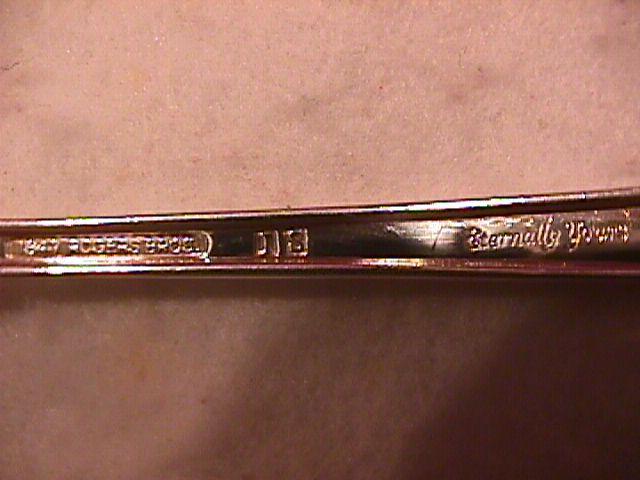 1847 ROGERS BROS. IS Eternally Yours